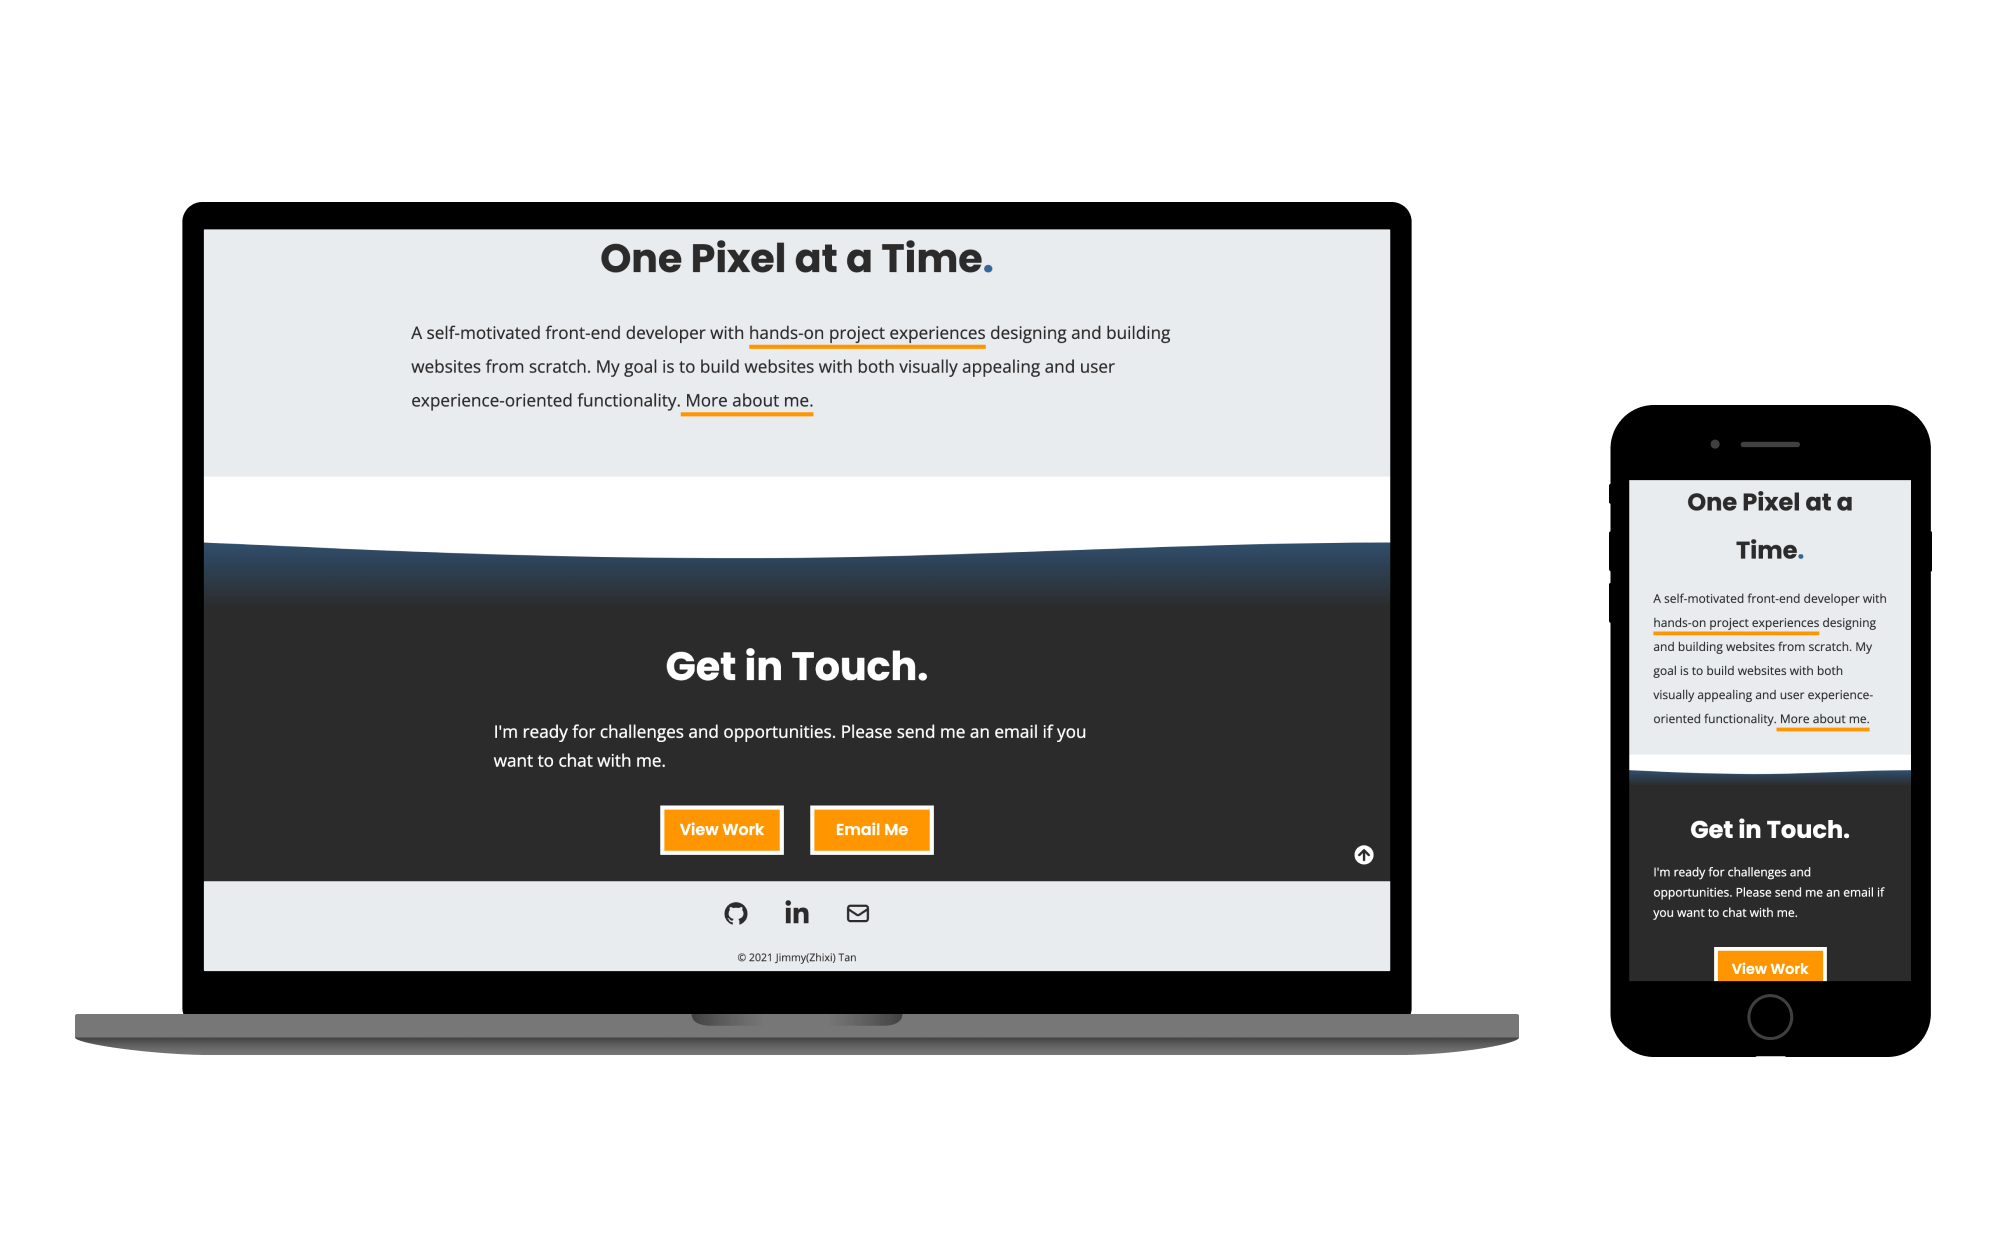 One Pixel at a Time.
A self-motivated front-end developer with hands-on project experiences designing and building
websites from scratch. My goal is to build websites with both visually appealing and user
experience-oriented functionality. More about me.
Get in Touch.
I'm ready for challenges and opportunities. Please send me an email if you
want to chat with me.
View Work
Email Me
in
© 2021 Jimmy(Zhixi) Tan
One Pixel at a
Time.
A self-motivated front-end developer with
hands-on project experiences designing
and building websites from scratch. My
goal is to build websites with both
visually appealing and user experience-
oriented functionality. More about me.
Get in Touch.
I'm ready for challenges and
opportunities. Please send me an email if
you want to chat with me.
View Work